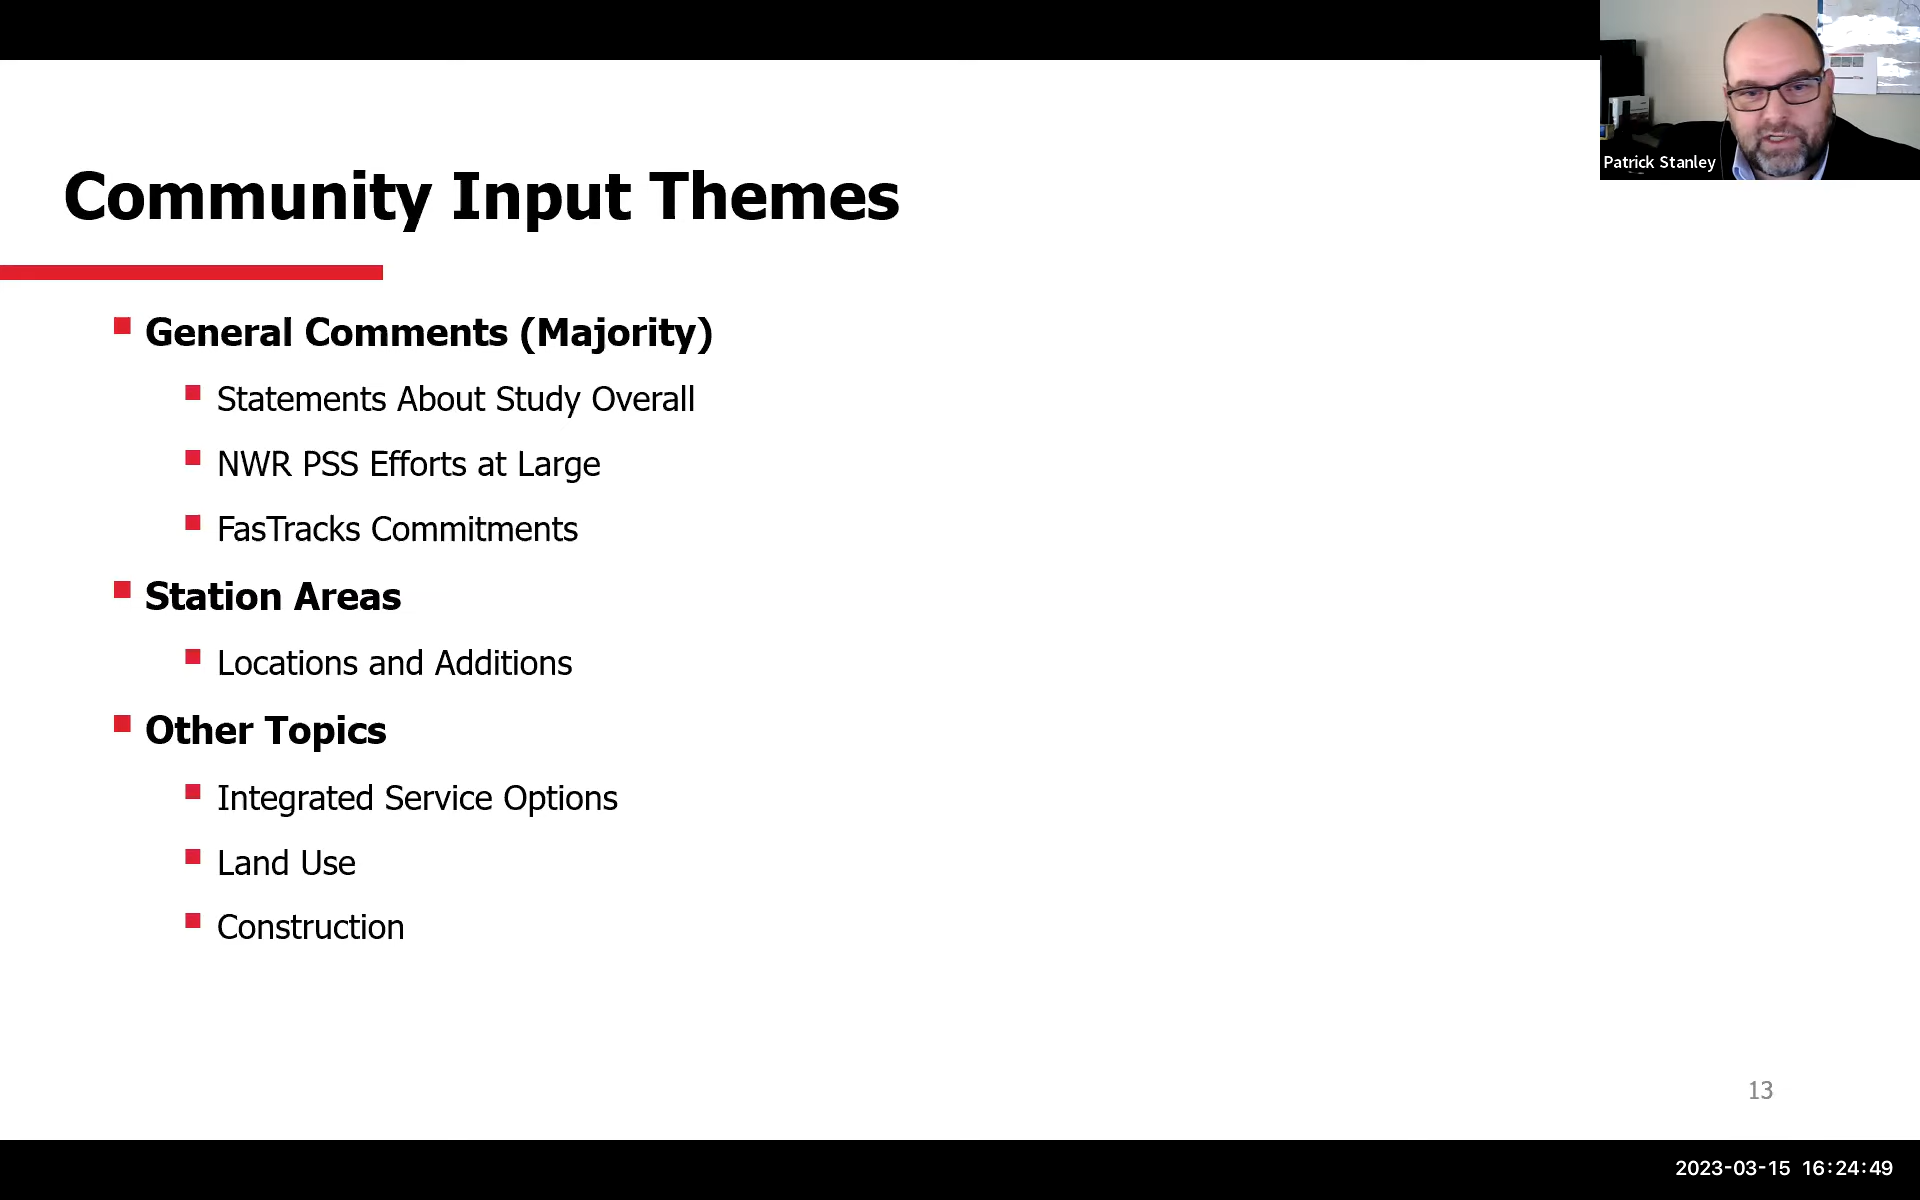 Patrick Stanley
Community Input Themes
General Comments (Majority)
Statements About Study Overall
NWR PSS Efforts at Large
FasTracks Commitments
Station Areas
Locations and Additions
Other Topics
Integrated Service Options
Land Use
Construction
13
2023-03-15 16:24:49